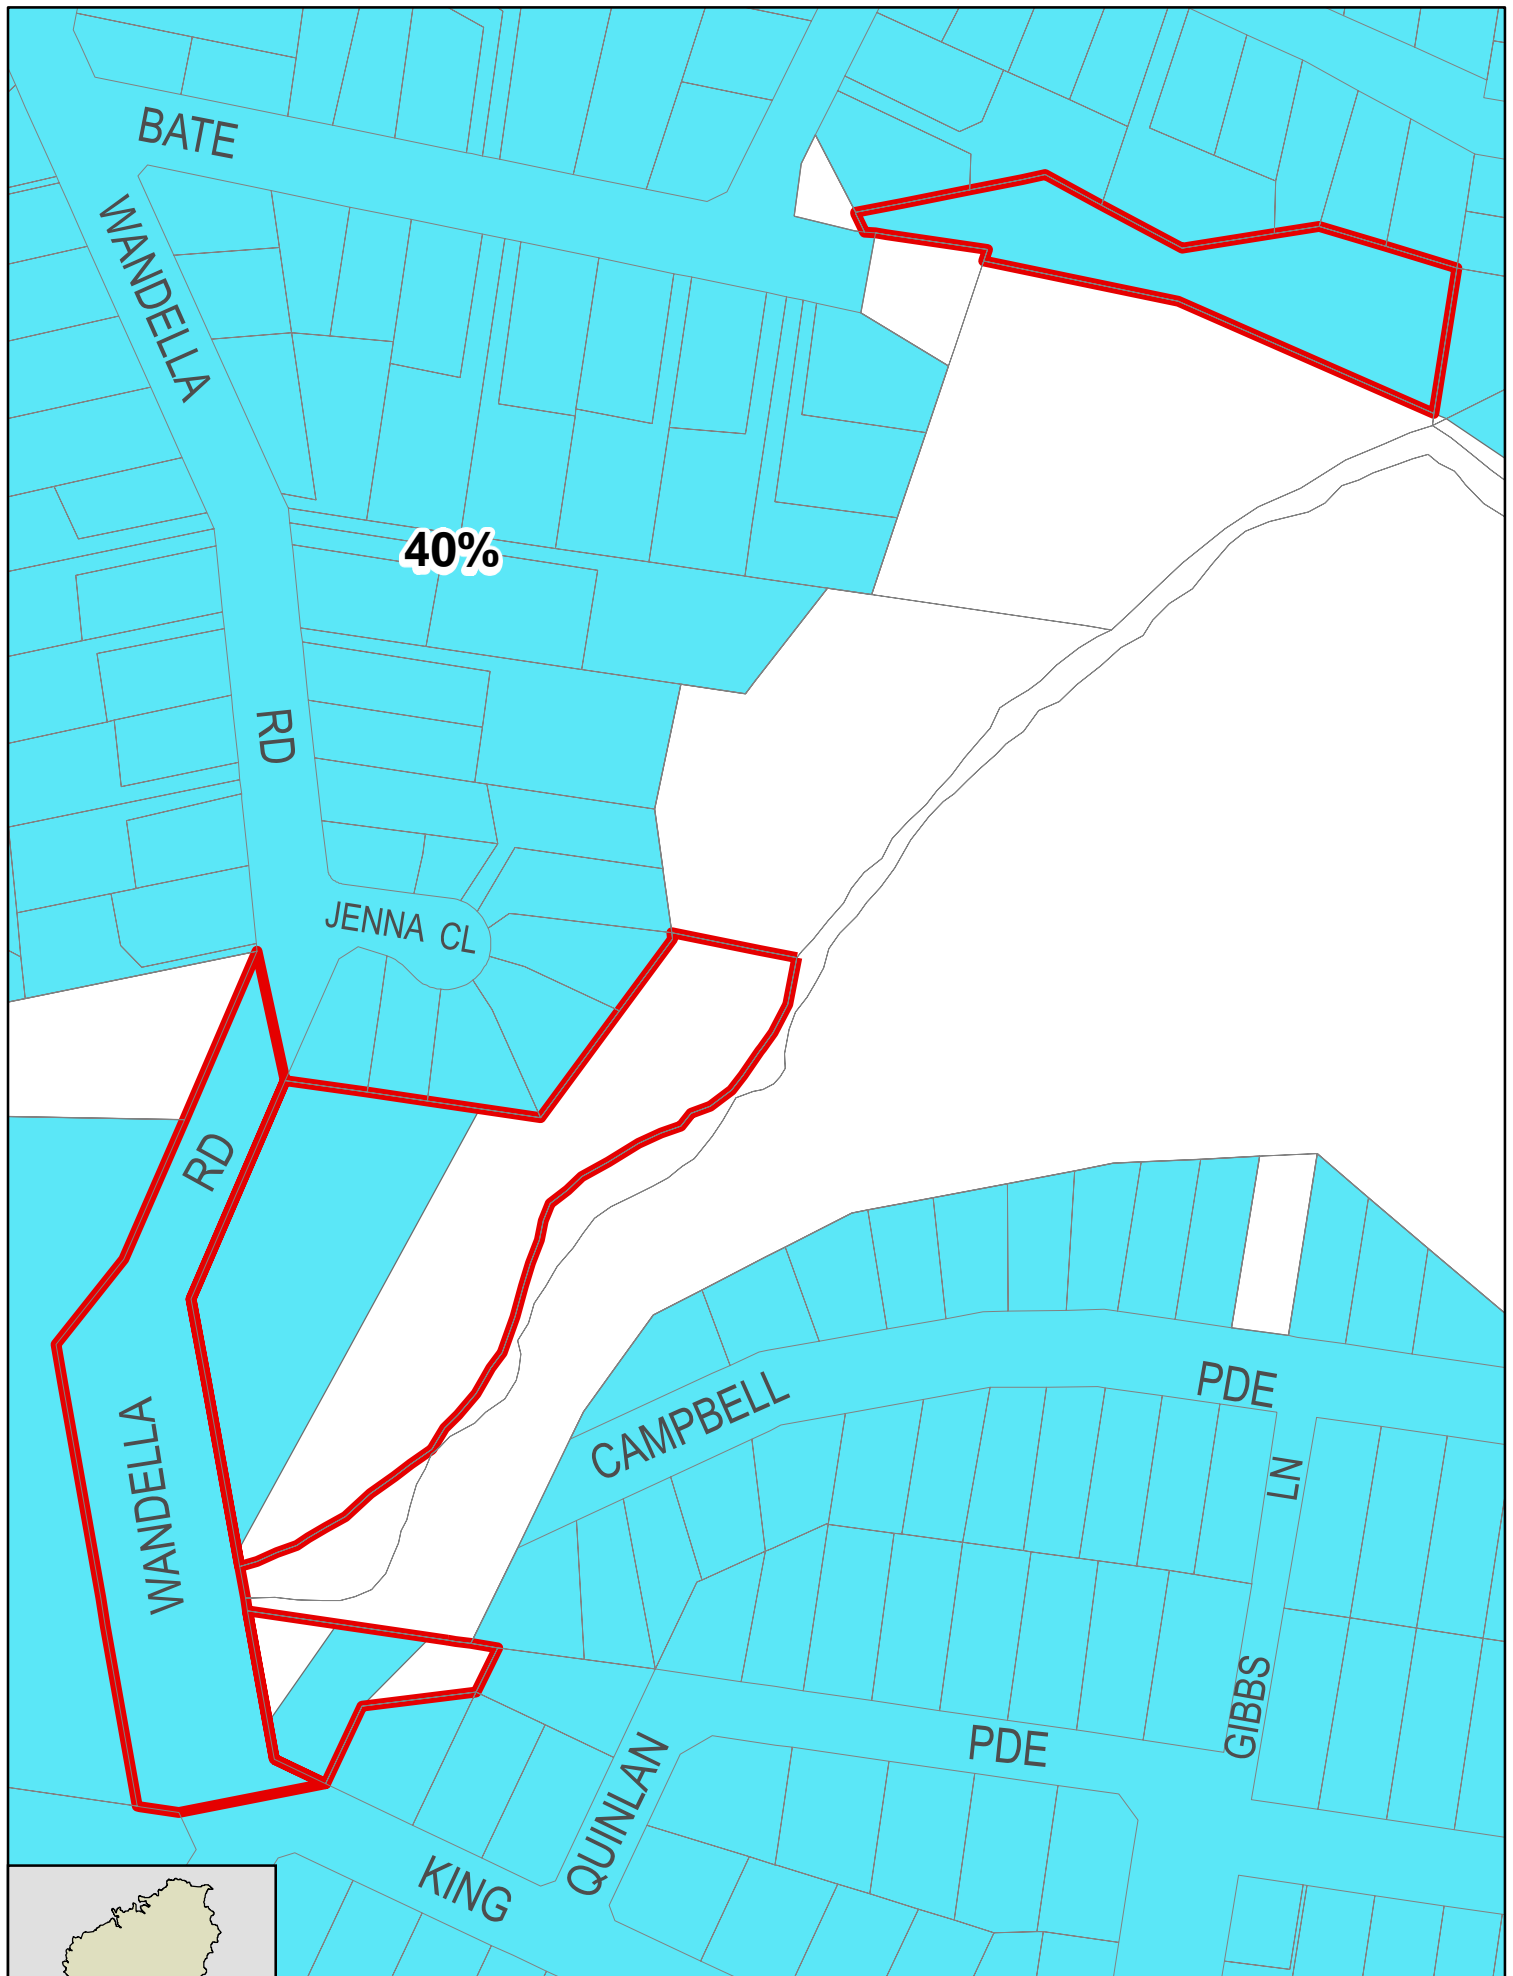 BATE
WANDELLA
40%
RD
JENNA CL
RD
WANDELLA
CAMPBELL
PDE
LN
GIBBS
PDE
QUINLAN
KING